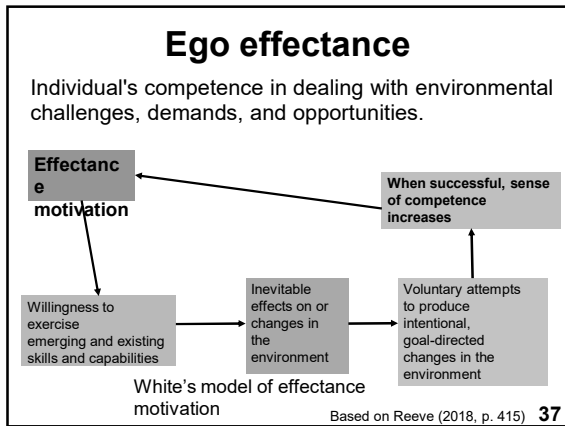 Ego effectance
Individual's competence in dealing with environmental
challenges, demands, and opportunities.
Effectanc
e
motivation
When successful, sense
of competence
increases
Willingness to
exercise
emerging and existing
skills and capabilities
Inevitable
effects on or
changes in
the
environment
Voluntary attempts
to produce
intentional,
goal-directed
changes in the
environment
White's model of effectance
motivation
Based on Reeve (2018, p. 415) 37